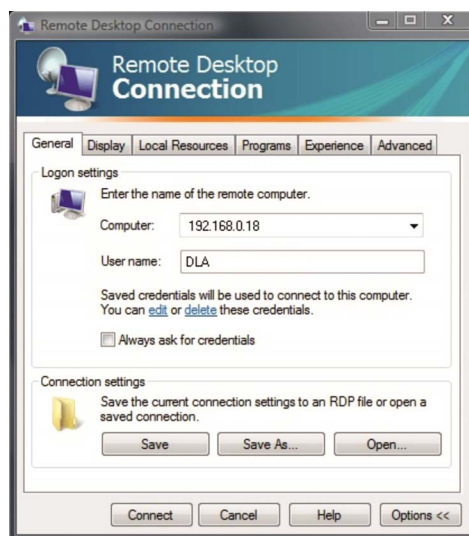 Remote Desktop Connection
Remote Desktop
Connection
General Display Local Resources Programs Experience Advanced
Logon settings
Enter the name of the remote computer.
Computer: 192.168.0.18
User name: DLA
Saved credentials will be used to connect to this computer.
You can edit or delete these credentials.
Always ask for credentials
Connection settings
Save the current connection settings to an RDP file or open a
saved connection.
Save Save As... Open...
Connect Cancel Help Options <<